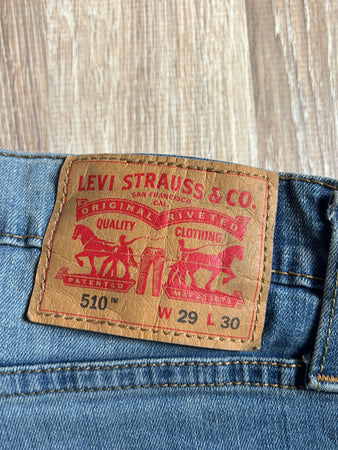 LEVI STRAUSS & CO.
SAN FRANCISCO
CAL.
ORIGINAL RIVETED
QUALITY CLOTHING
PATENTED
510™ W 29 L 30